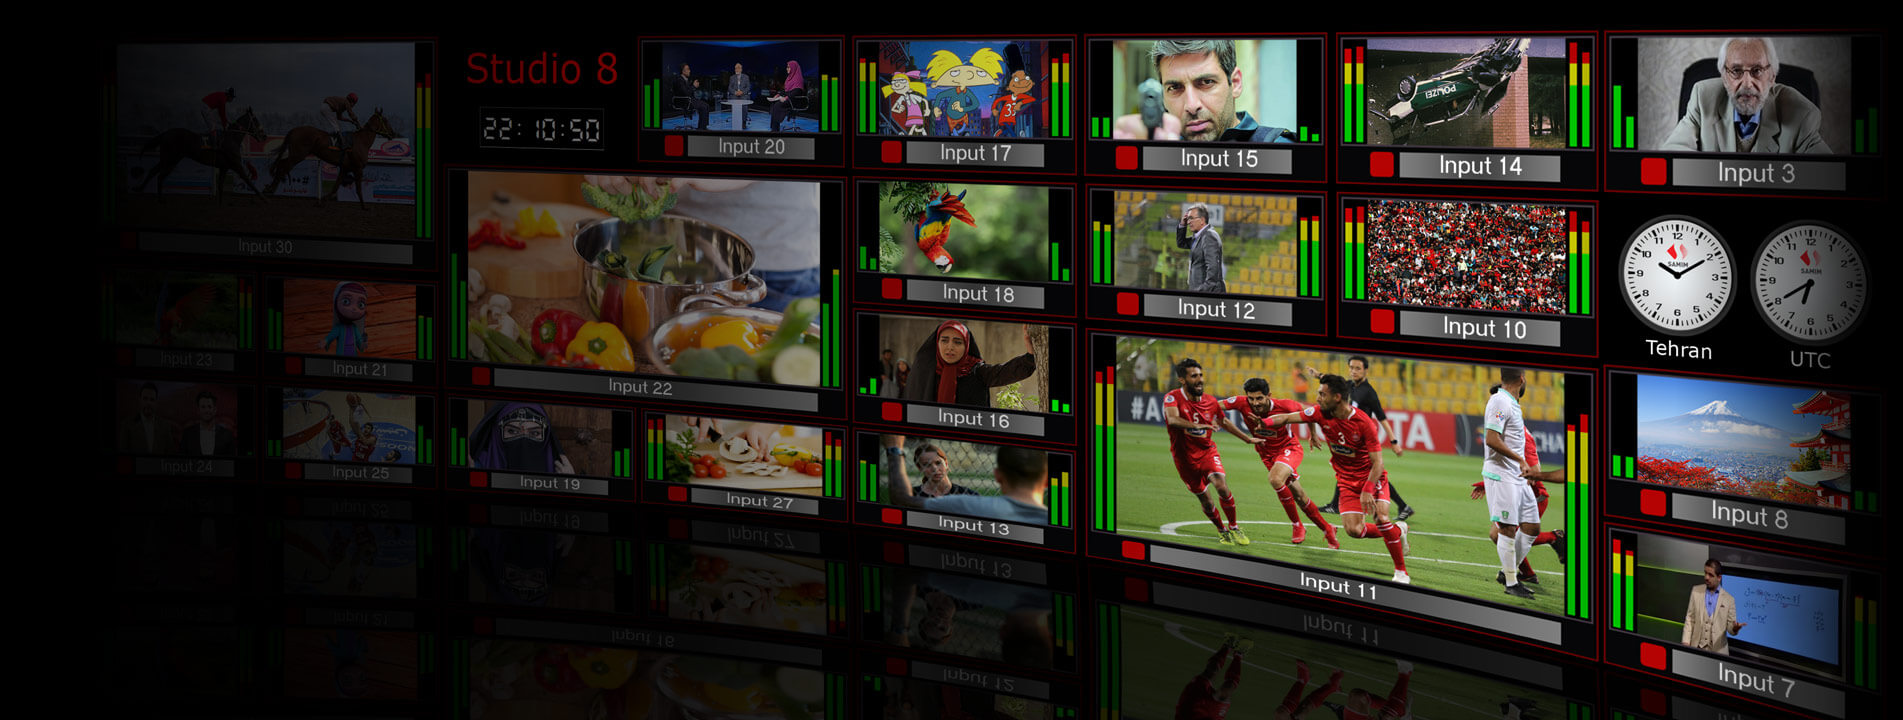 Studio 8
22:10:50
Input 20
Input 17
Input 15
Input 14
POLIZEI
Input 3
Input 30
Input 22
Input 18
Input 12
Input 10
SAMIM
Tehran
SAMIM
UTC
Input 23
Input 21
Input 16
Input 24
Input 25
Input 19
Input 27
Input 13
Input 11
Input 8
Input 7